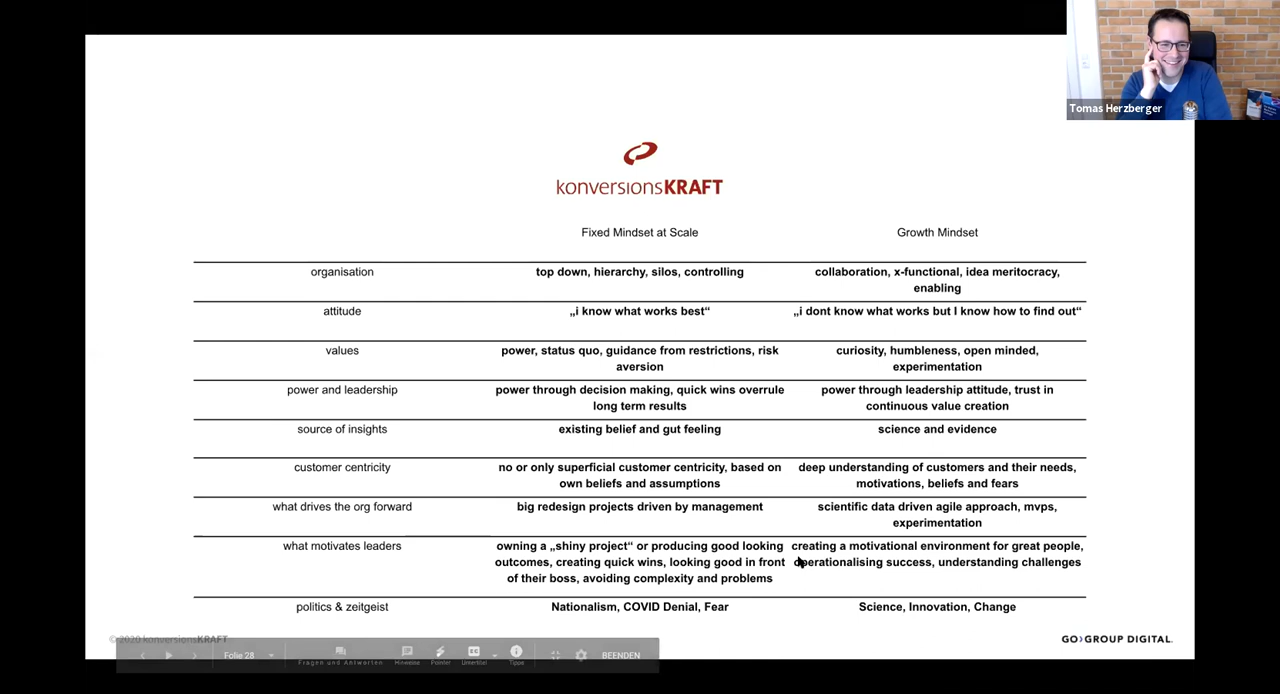 Tomas Herzberger
konversionsKRAFT
Fixed Mindset at Scale
Growth Mindset
organisation
top down, hierarchy, silos, controlling
collaboration, x-functional, idea meritocracy,
enabling
attitude
„i know what works best“
„i dont know what works but I know how to find out“
values
power, status quo, guidance from restrictions, risk
aversion
curiosity, humbleness, open minded,
experimentation
power and leadership
power through decision making, quick wins overrule
long term results
power through leadership attitude, trust in
continuous value creation
source of insights
existing belief and gut feeling
science and evidence
customer centricity
no or only superficial customer centricity, based on
own beliefs and assumptions
deep understanding of customers and their needs,
motivations, beliefs and fears
what drives the org forward
big redesign projects driven by management
scientific data driven agile approach, mvps,
experimentation
what motivates leaders
owning a „shiny project“ or producing good looking
outcomes, creating quick wins, looking good in front
of their boss, avoiding complexity and problems
creating a motivational environment for great people,
operationalising success, understanding challenges
politics & zeitgeist
Nationalism, COVID Denial, Fear
Science, Innovation, Change
© 2020 konversionsKRAFT
GO GROUP DIGITAL.
Folie 28
Fragen und Antworten
Hinweise
Pointer
Untertitel
Tipps
BEENDEN